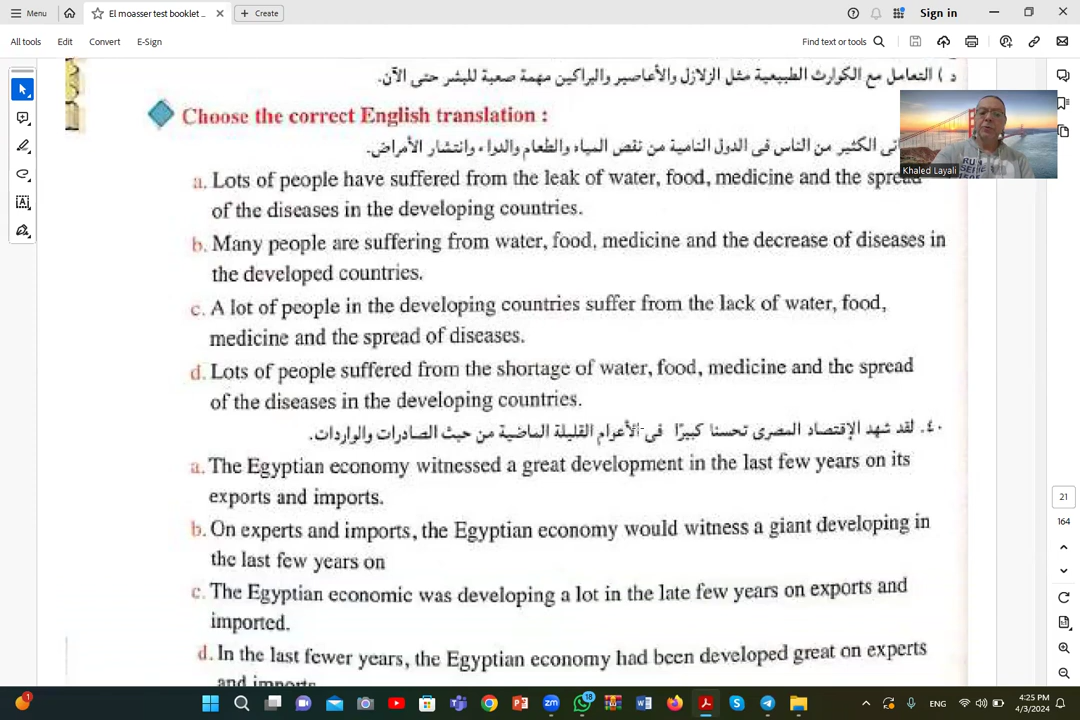 Menu
El moasser test booklet ...
Create
Sign in
All tools
Edit
Convert
E-Sign
Find text or tools
د ) التعامل مع الكوارث الطبيعية مثل الزلازل والأعاصير والبراكين مهمة صعبة للبشر حتى الآن.
Choose the correct English translation :
الكثير من الناس فى الدول النامية من نقص المياه والطعام والدواء وانتشار الأمراض.
a. Lots of people have suffered from the leak of water, food, medicine and the spread
of the diseases in the developing countries.
b. Many people are suffering from water, food, medicine and the decrease of diseases in
the developed countries.
c. A lot of people in the developing countries suffer from the lack of water, food,
medicine and the spread of diseases.
d. Lots of people suffered from the shortage of water, food, medicine and the spread
of the diseases in the developing countries.
٤٠. لقد شهد الإقتصاد المصرى تحسنا كبيرًا فى الأعوام القليلة الماضية من حيث الصادرات والواردات.
a. The Egyptian economy witnessed a great development in the last few years on its
exports and imports.
b. On experts and imports, the Egyptian economy would witness a giant developing in
the last few years on
c. The Egyptian economic was developing a lot in the late few years on exports and
imported.
d. In the last fewer years, the Egyptian economy had been developed great on experts
and imports.
Khaled Layali
21
164
1
18
ENG
4:25 PM
4/3/2024